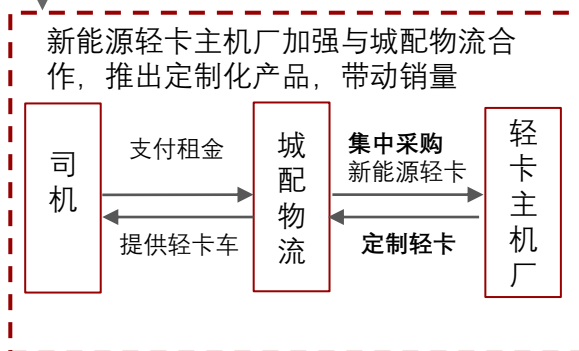 新能源轻卡主机厂加强与城配物流合
作，推出定制化产品，带动销量
司机
支付租金
提供轻卡车
城配物流
集中采购
新能源轻卡
定制轻卡
轻卡主机厂